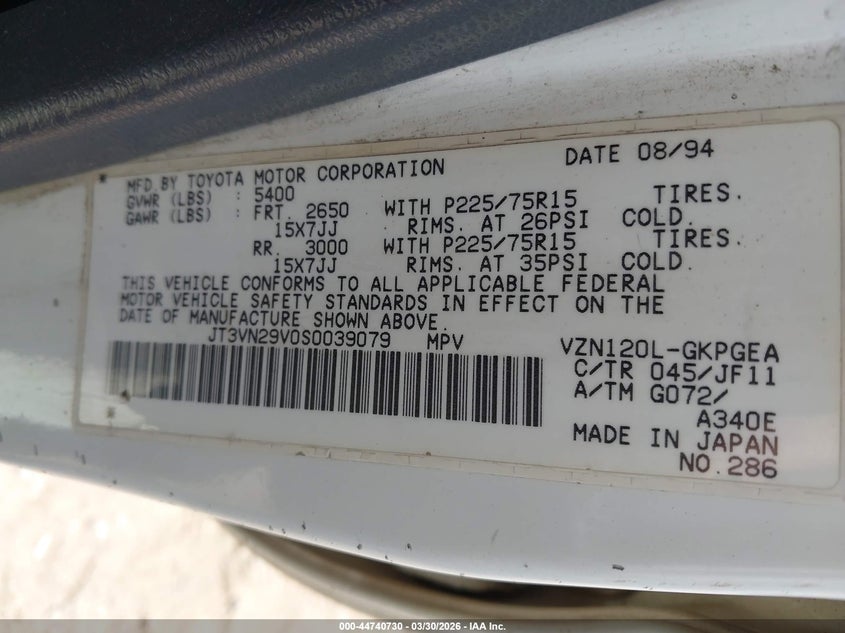 MFD. BY TOYOTA MOTOR CORPORATION DATE 08/94
GVWR (LBS) : 5400
GAWR (LBS) : FRT. 2650 WITH P225/75R15 TIRES.
15X7JJ RIMS. AT 26PSI COLD.
RR. 3000 WITH P225/75R15 TIRES.
15X7JJ RIMS. AT 35PSI COLD.
THIS VEHICLE CONFORMS TO ALL APPLICABLE FEDERAL
MOTOR VEHICLE SAFETY STANDARDS IN EFFECT ON THE
DATE OF MANUFACTURE SHOWN ABOVE.
JT3VN29V0S0039079 MPV VZN120L-GKPGEA
C/TR 045/JF11
A/TM G072/
A340E
MADE IN JAPAN
NO.286
000-44740730 - 03/30/2026 - IAA Inc.